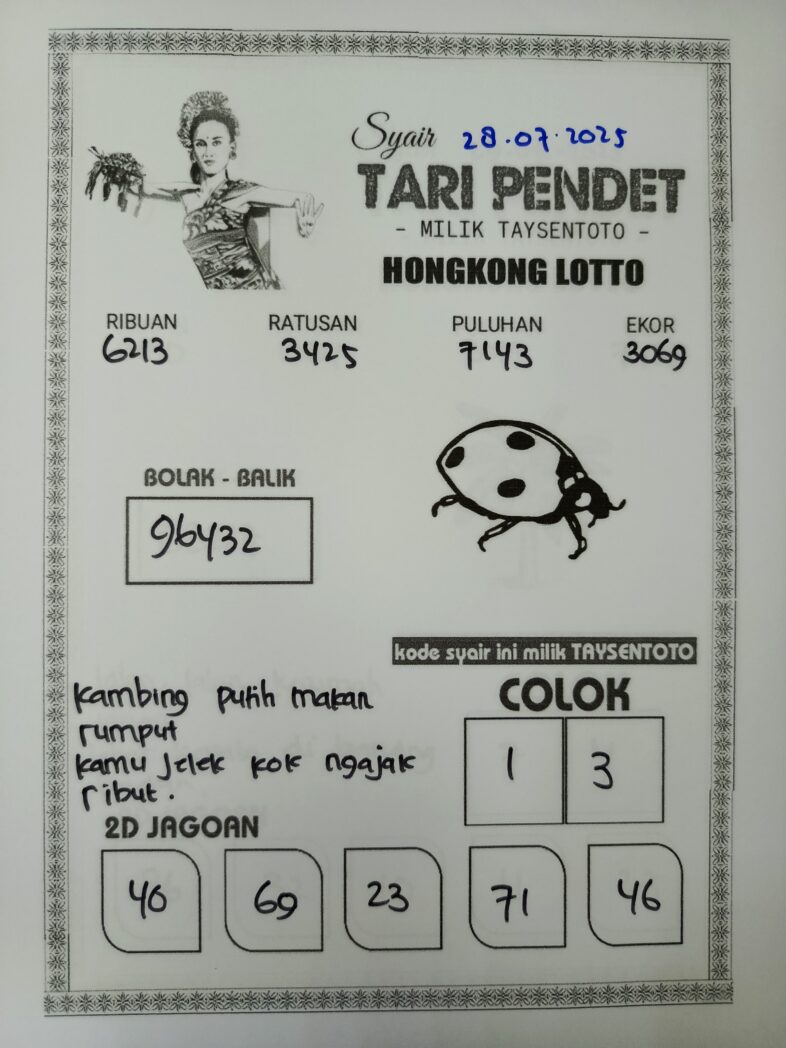 Syair 28.07.2025
TARI PENDET
- MILIK TAYSENTOTO -
HONGKONG LOTTO
RIBUAN RATUSAN PULUHAN EKOR
6213 3425 7143 3069
BOLAK - BALIK
96432
kode syair ini milik TAYSENTOTO
kambing putih makan
rumput
kamu jelek kok ngajak
ribut.
COLOK
1 3
2D JAGOAN
40 69 23 71 46